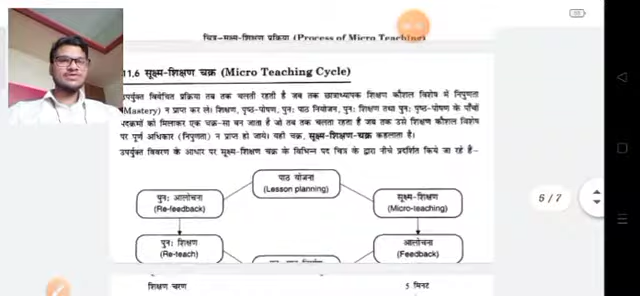 चित्र–मक्ष्म-शिक्षण प्रक्रिया (Process of Micro Teaching)
11.6 सूक्ष्म-शिक्षण चक्र (Micro Teaching Cycle)
उपर्युक्त विवेचित प्रक्रिया तब तक चलती रहती है जब तक छात्राध्यापक शिक्षण कौशल विशेष में निपुणता
(Mastery) न प्राप्त कर ले। शिक्षण, पृष्ठ-पोषण, पुनः पाठ नियोजन, पुनः शिक्षण तथा पुनः पृष्ठ-पोषण के पाँचों
पदक्रमों को मिलाकर एक चक्र-सा बन जाता है जो तब तक चलता रहता है जब तक उसे शिक्षण कौशल विशेष
पर पूर्ण अधिकार (निपुणता) न प्राप्त हो जाये। यही चक्र, सूक्ष्म-शिक्षण-चक्र कहलाता है।
उपर्युक्त विवरण के आधार पर सूक्ष्म-शिक्षण चक्र के विभिन्न पद चित्र के द्वारा नीचे प्रदर्शित किये जा रहे है–
पाठ योजना
(Lesson planning)
पुनः आलोचना
(Re-feedback)
सूक्ष्म-शिक्षण
(Micro-teaching)
6 / 7
पुनः शिक्षण
(Re-teach)
आलोचना
(Feedback)
शिक्षण चरण
5 मिनट